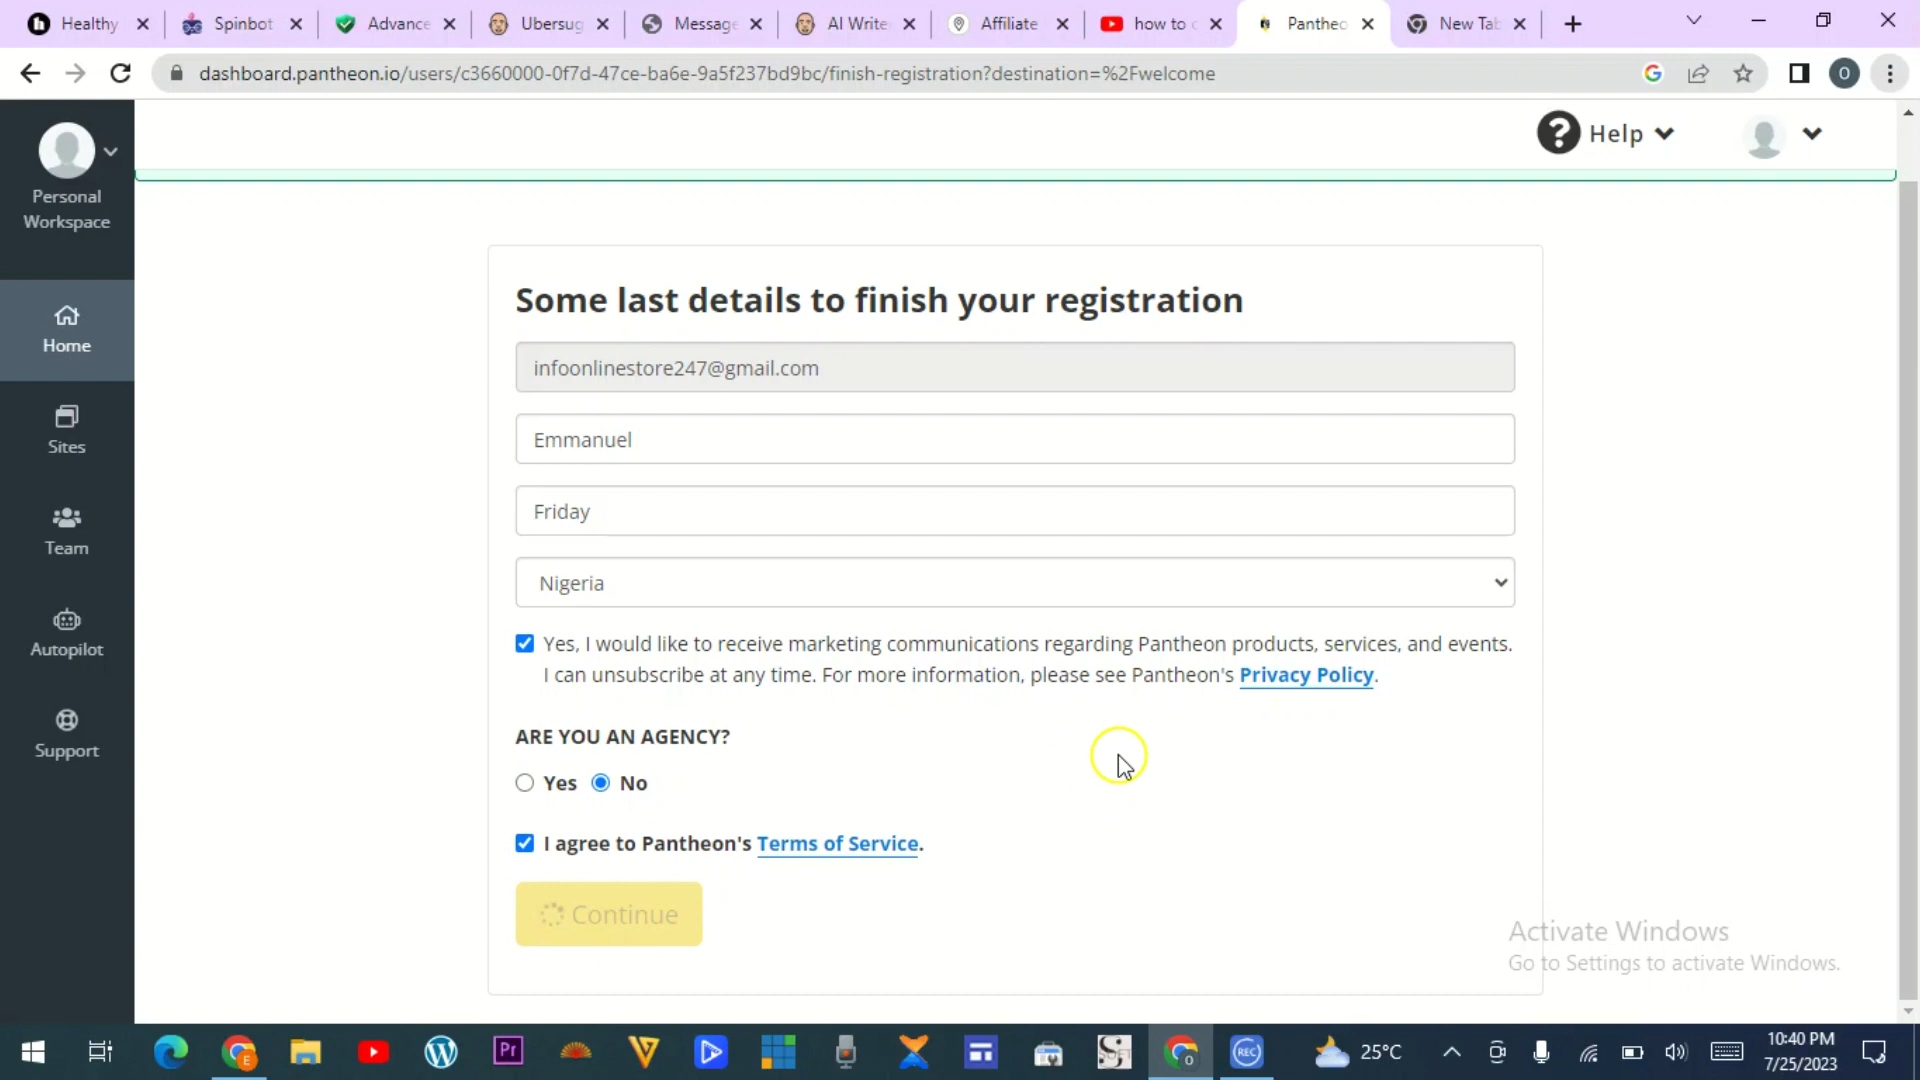 Healthy
Spinbot
Advance
Ubersug
Message
AI Write
Affiliate
how to c
Pantheo
New Tab
dashboard.pantheon.io/users/c3660000-0f7d-47ce-ba6e-9a5f237bd9bc/finish-registration?destination=%2Fwelcome
O
Help
Personal
Workspace
Home
Sites
Team
Autopilot
Support
Some last details to finish your registration
infoonlinestore247@gmail.com
Emmanuel
Friday
Nigeria
Yes, I would like to receive marketing communications regarding Pantheon products, services, and events.
I can unsubscribe at any time. For more information, please see Pantheon's Privacy Policy.
ARE YOU AN AGENCY?
Yes No
I agree to Pantheon's Terms of Service.
Continue
Activate Windows
Go to Settings to activate Windows.
E
Pr
REC
25°C
10:40 PM
7/25/2023